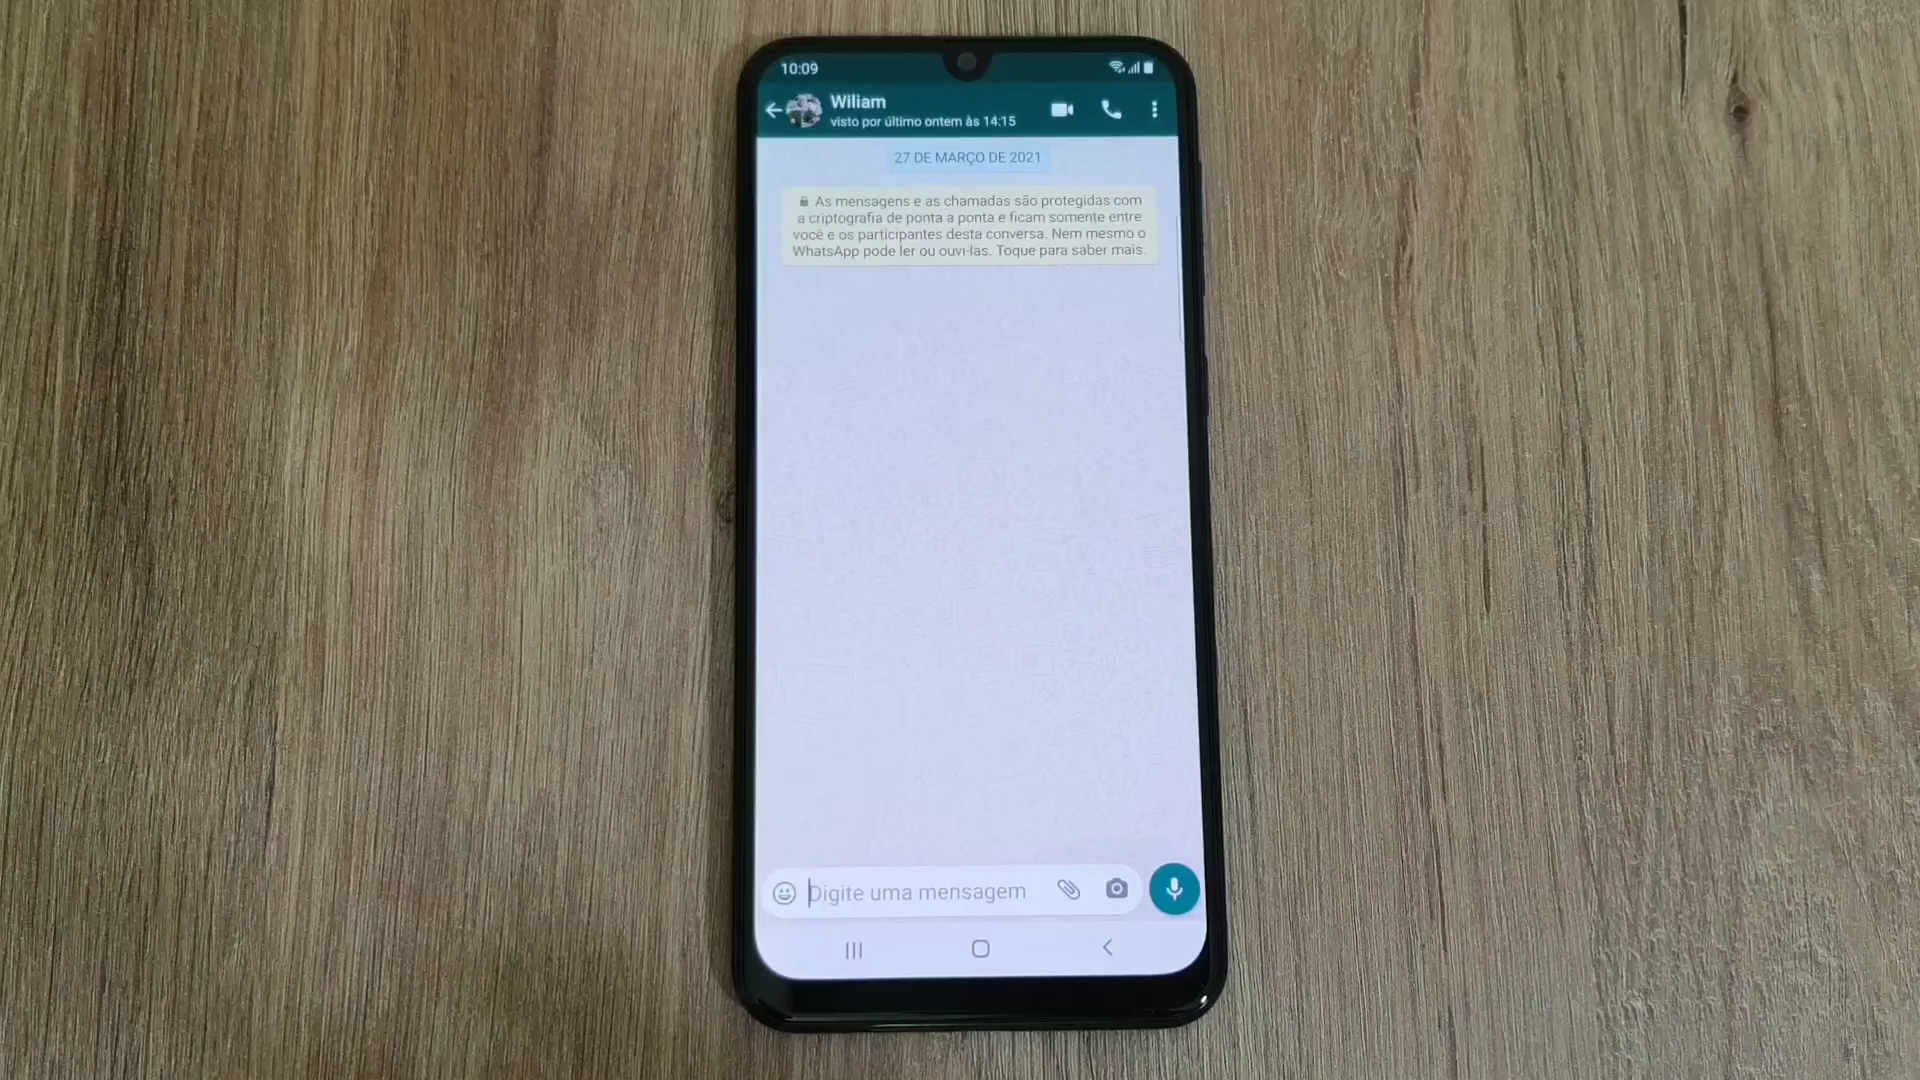 10:09
Wiliam
visto por último ontem às 14:15
27 DE MARÇO DE 2021
As mensagens e as chamadas são protegidas com
a criptografia de ponta a ponta e ficam somente entre
você e os participantes desta conversa. Nem mesmo o
WhatsApp pode ler ou ouvi-las. Toque para saber mais.
Digite uma mensagem